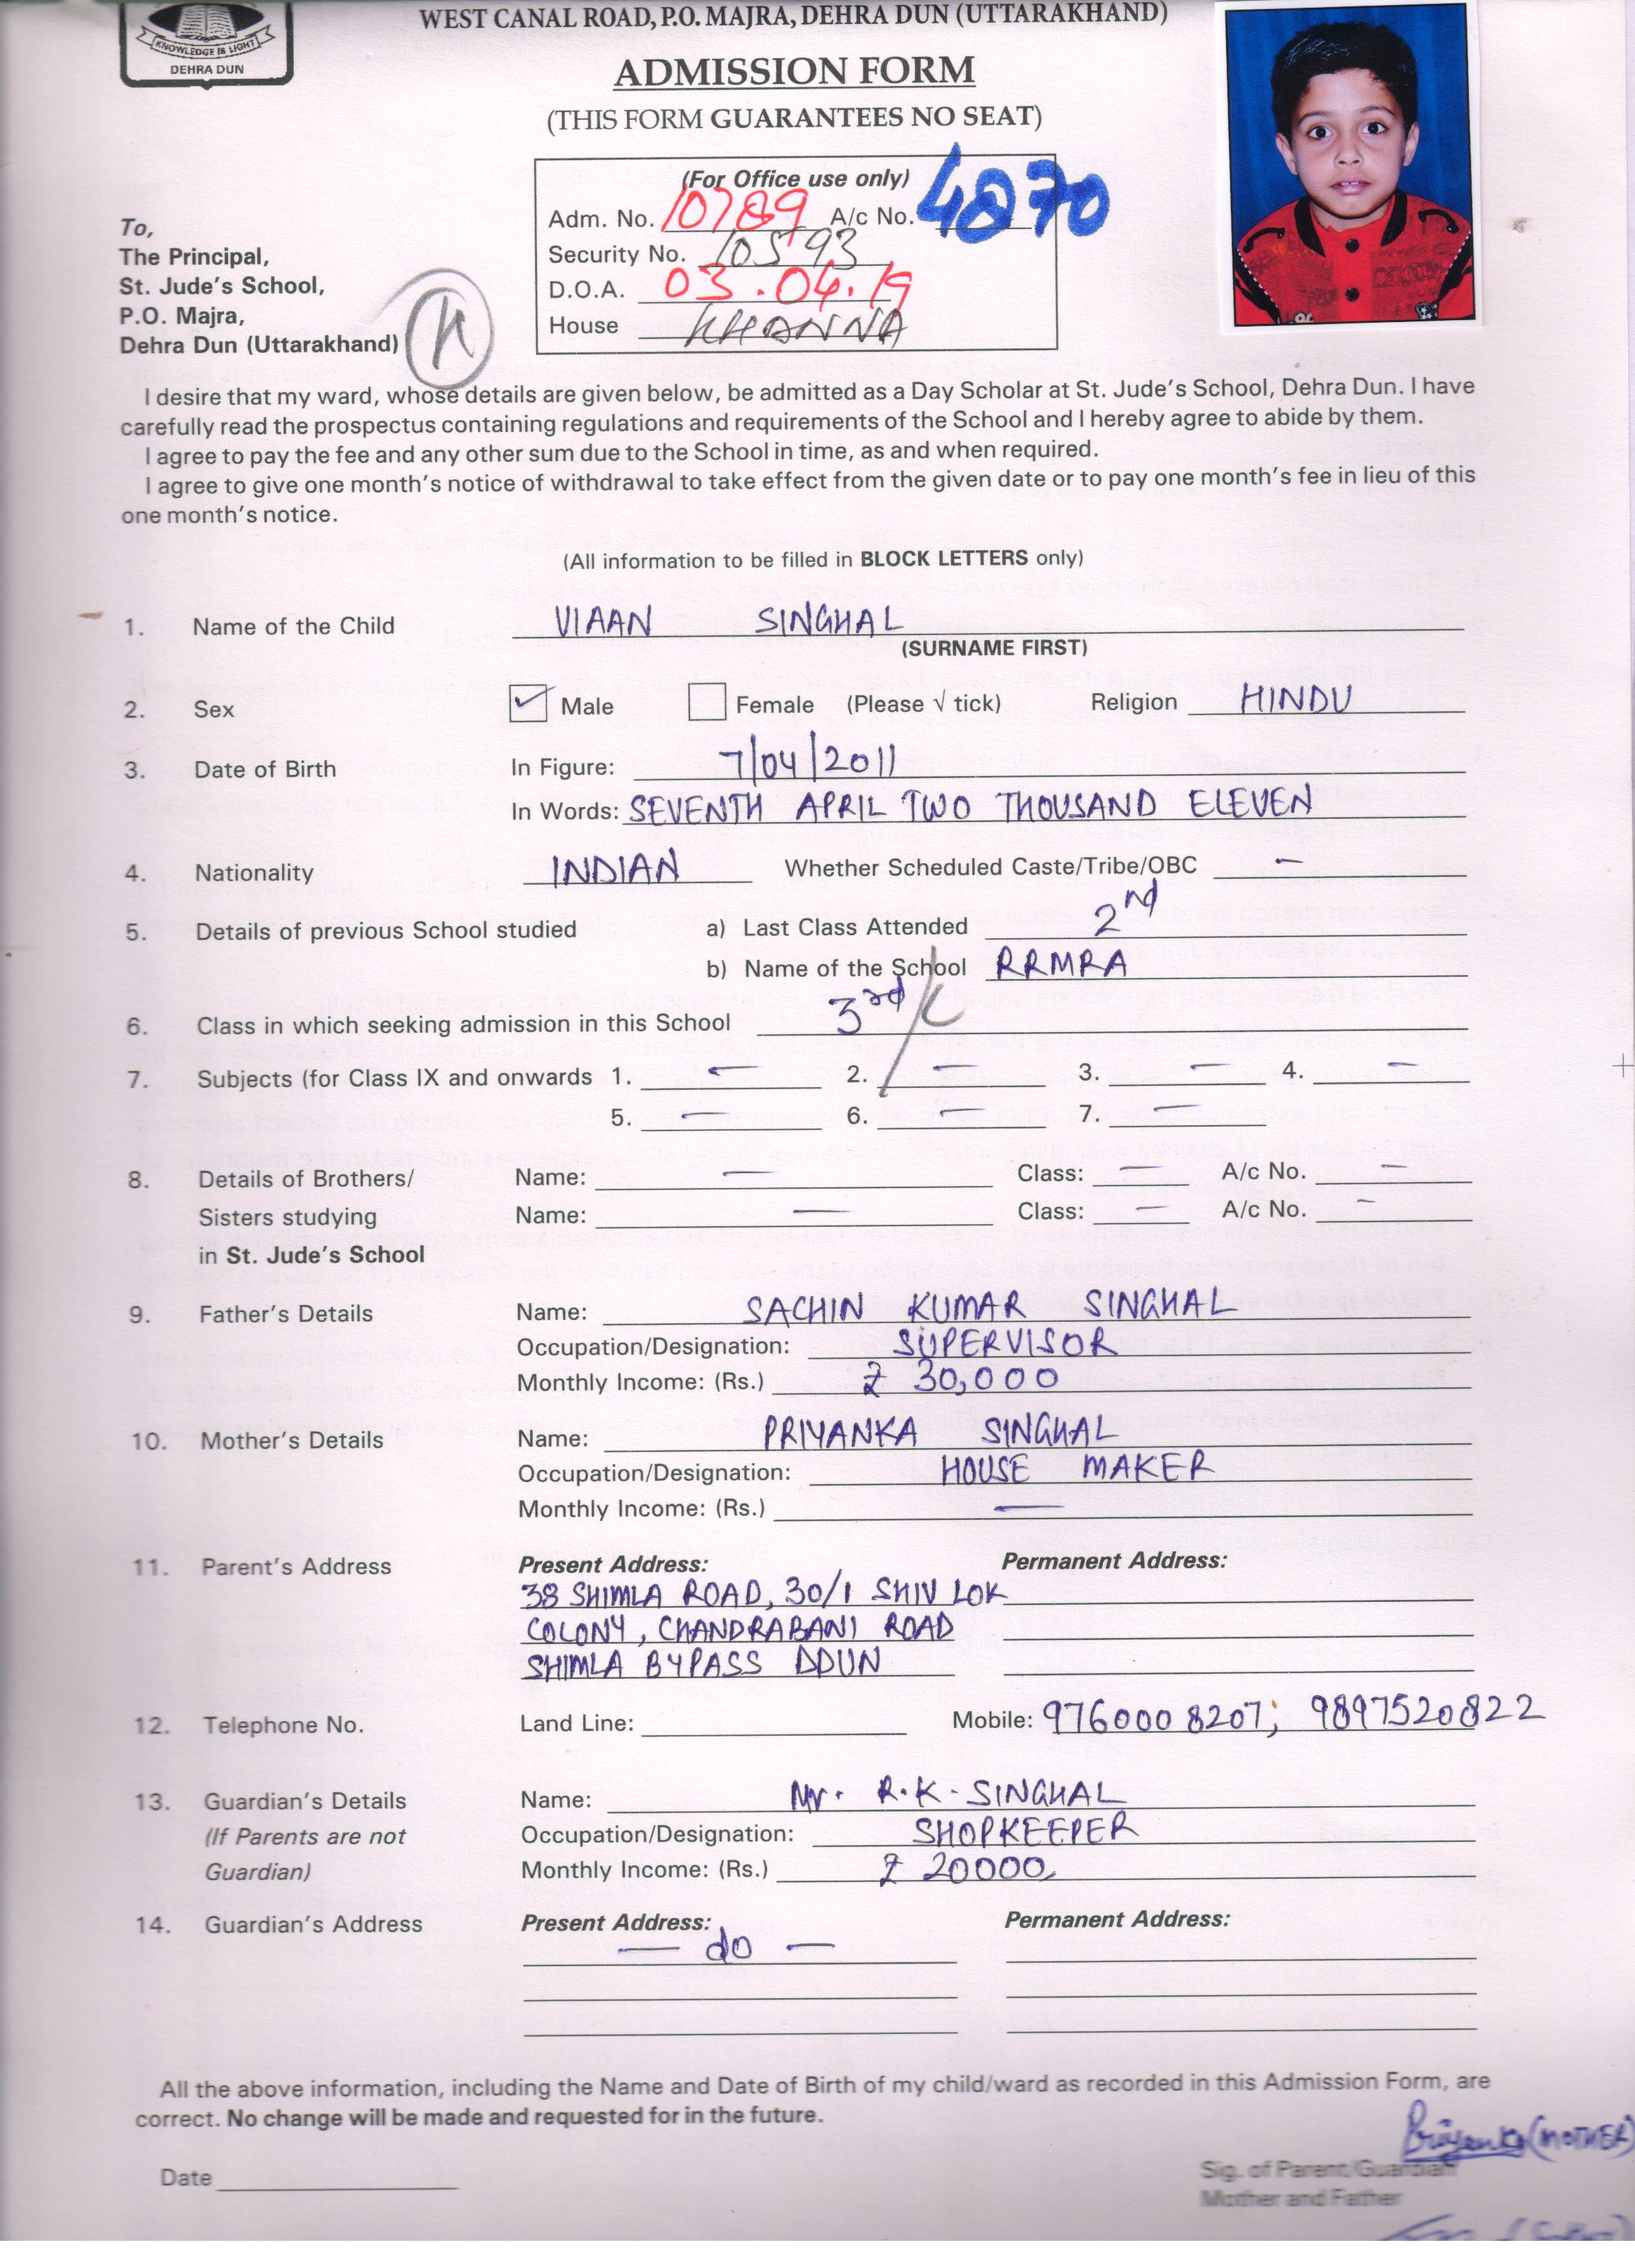 WEST CANAL ROAD, P.O. MAJRA, DEHRA DUN (UTTARAKHAND)
KNOWLEDGE IS LIGHT
DEHRA DUN
ADMISSION FORM
(THIS FORM GUARANTEES NO SEAT)
(For Office use only)
Adm. No. 10789 A/c No. 4870
Security No. 10593
D.O.A. 03.04.19
House KHANNA
To,
The Principal,
St. Jude's School,
P.O. Majra,
Dehra Dun (Uttarakhand)
I desire that my ward, whose details are given below, be admitted as a Day Scholar at St. Jude's School, Dehra Dun. I have
carefully read the prospectus containing regulations and requirements of the School and I hereby agree to abide by them.
I agree to pay the fee and any other sum due to the School in time, as and when required.
I agree to give one month's notice of withdrawal to take effect from the given date or to pay one month's fee in lieu of this
one month's notice.
(All information to be filled in BLOCK LETTERS only)
1. Name of the Child VIAAN SINGHAL
(SURNAME FIRST)
2. Sex ✓ Male Female (Please √ tick) Religion HINDU
3. Date of Birth In Figure: 7/04/2011
In Words: SEVENTH APRIL TWO THOUSAND ELEVEN
4. Nationality INDIAN Whether Scheduled Caste/Tribe/OBC —
5. Details of previous School studied a) Last Class Attended 2nd
b) Name of the School RRMRA
6. Class in which seeking admission in this School 3rd/C
7. Subjects (for Class IX and onwards 1. — 2. — 3. — 4. —
5. — 6. — 7. —
8. Details of Brothers/ Name: — Class: — A/c No. —
Sisters studying Name: — Class: — A/c No. —
in St. Jude's School
9. Father's Details Name: SACHIN KUMAR SINGHAL
Occupation/Designation: SUPERVISOR
Monthly Income: (Rs.) ₹ 30,000
10. Mother's Details Name: PRIYANKA SINGHAL
Occupation/Designation: HOUSE MAKER
Monthly Income: (Rs.) —
11. Parent's Address Present Address: Permanent Address:
38 SHIMLA ROAD, 30/1 SHIV LOK
COLONY, CHANDRABANI ROAD
SHIMLA BYPASS DDUN
12. Telephone No. Land Line: Mobile: 9760008207; 9897520822
13. Guardian's Details Name: Mr. R.K. SINGHAL
(If Parents are not Occupation/Designation: SHOPKEEPER
Guardian) Monthly Income: (Rs.) ₹ 20000
14. Guardian's Address Present Address: Permanent Address:
— do —
All the above information, including the Name and Date of Birth of my child/ward as recorded in this Admission Form, are
correct. No change will be made and requested for in the future.
Priyanka (MOTHER)
Date Sig. of Parent/Guardian
Mother and Father